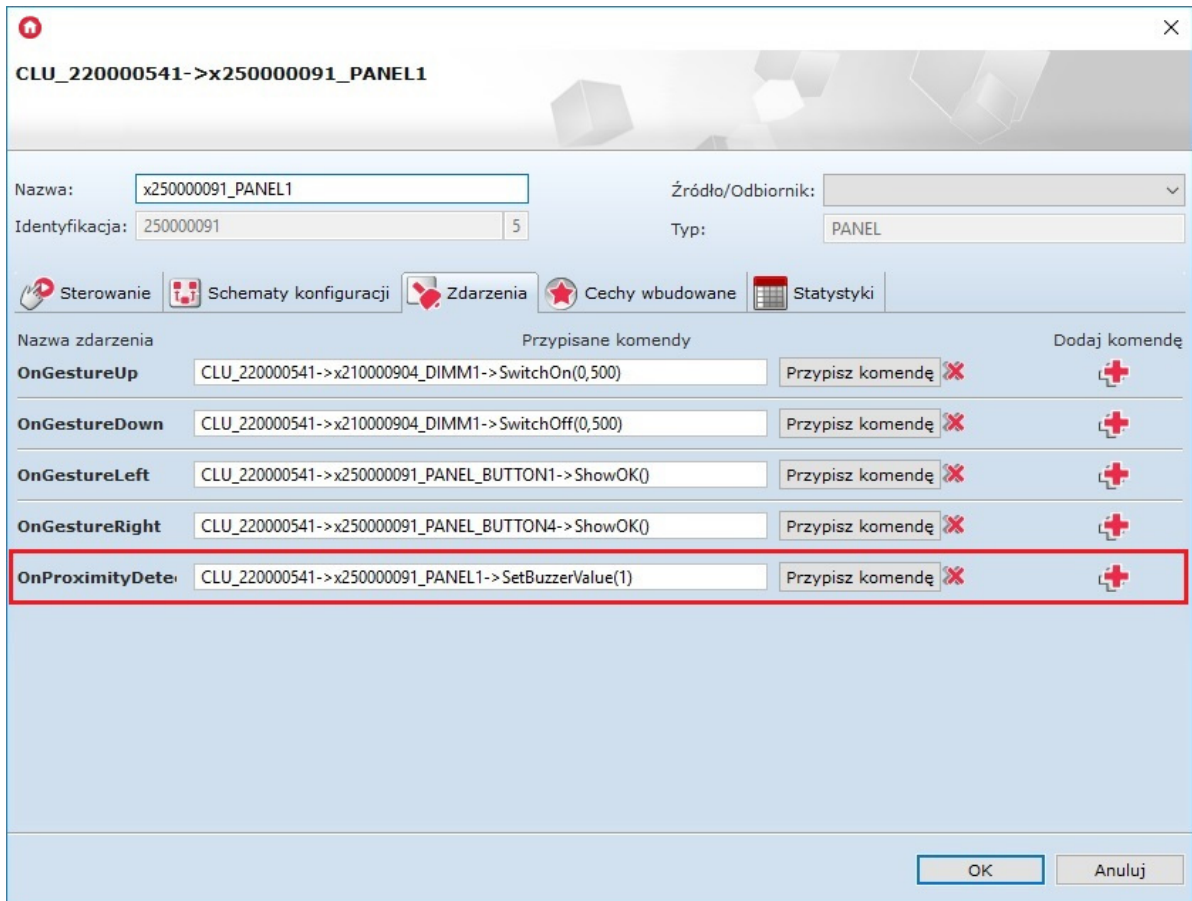 CLU_220000541->x250000091_PANEL1
Nazwa: x250000091_PANEL1 Źródło/Odbiornik:
Identyfikacja: 250000091 5 Typ: PANEL
Sterowanie Schematy konfiguracji Zdarzenia Cechy wbudowane Statystyki
Nazwa zdarzenia Przypisane komendy Dodaj komendę
OnGestureUp CLU_220000541->x210000904_DIMM1->SwitchOn(0,500) Przypisz komendę
OnGestureDown CLU_220000541->x210000904_DIMM1->SwitchOff(0,500) Przypisz komendę
OnGestureLeft CLU_220000541->x250000091_PANEL_BUTTON1->ShowOK() Przypisz komendę
OnGestureRight CLU_220000541->x250000091_PANEL_BUTTON4->ShowOK() Przypisz komendę
OnProximityDete CLU_220000541->x250000091_PANEL1->SetBuzzerValue(1) Przypisz komendę
OK Anuluj